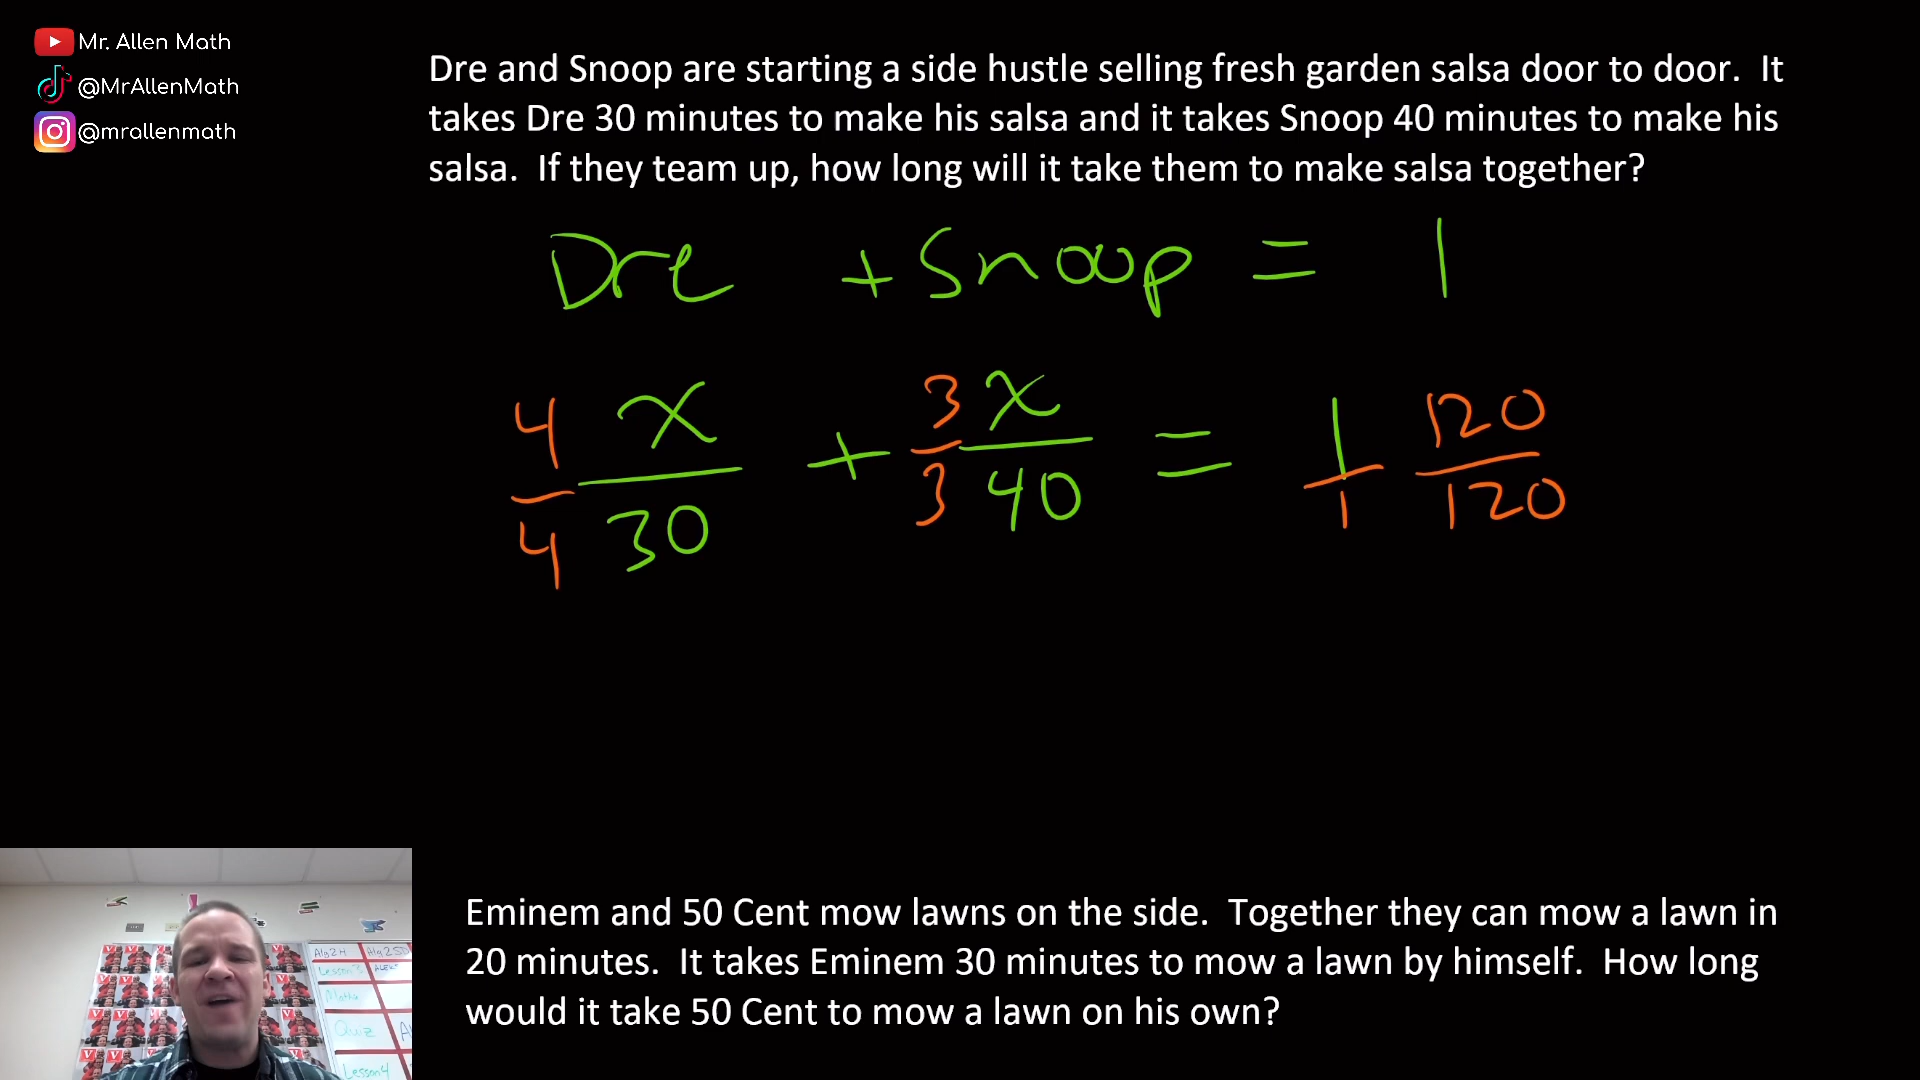 Mr. Allen Math
@MrAllenMath
@mrallenmath
Dre and Snoop are starting a side hustle selling fresh garden salsa door to door. It
takes Dre 30 minutes to make his salsa and it takes Snoop 40 minutes to make his
salsa. If they team up, how long will it take them to make salsa together?
Dre + Snoop = 1
4/4 x/30 + 3/3 x/40 = 1/1 120/120
Eminem and 50 Cent mow lawns on the side. Together they can mow a lawn in
20 minutes. It takes Eminem 30 minutes to mow a lawn by himself. How long
would it take 50 Cent to mow a lawn on his own?
Quiz
Lesson 4